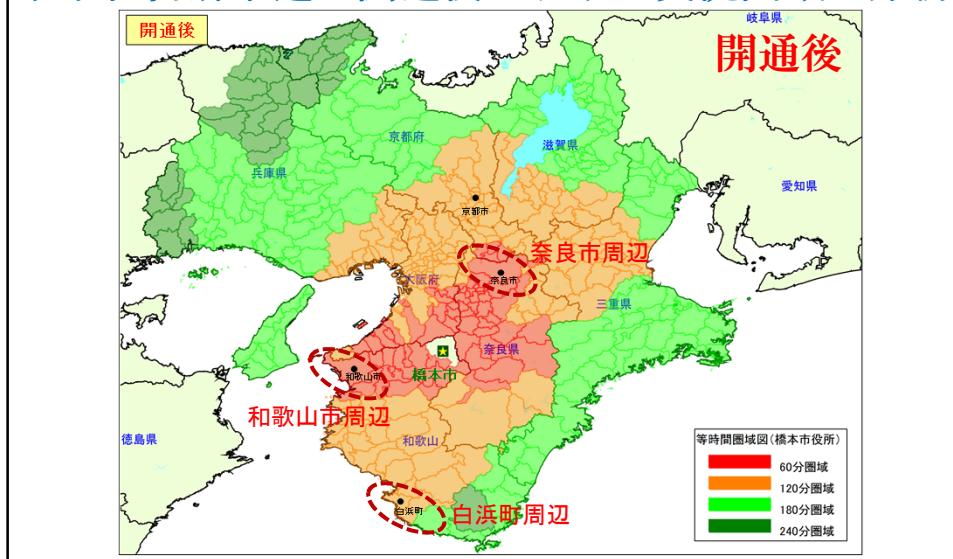 開通後
開通後
岐阜県
京都府
滋賀県
兵庫県
愛知県
京都市
奈良市周辺
大阪府
奈良市
三重県
奈良県
和歌山市
橋本市
和歌山市周辺
徳島県
和歌山
等時間圏域図(橋本市役所)
60分圏域
120分圏域
180分圏域
240分圏域
白浜町
白浜町周辺